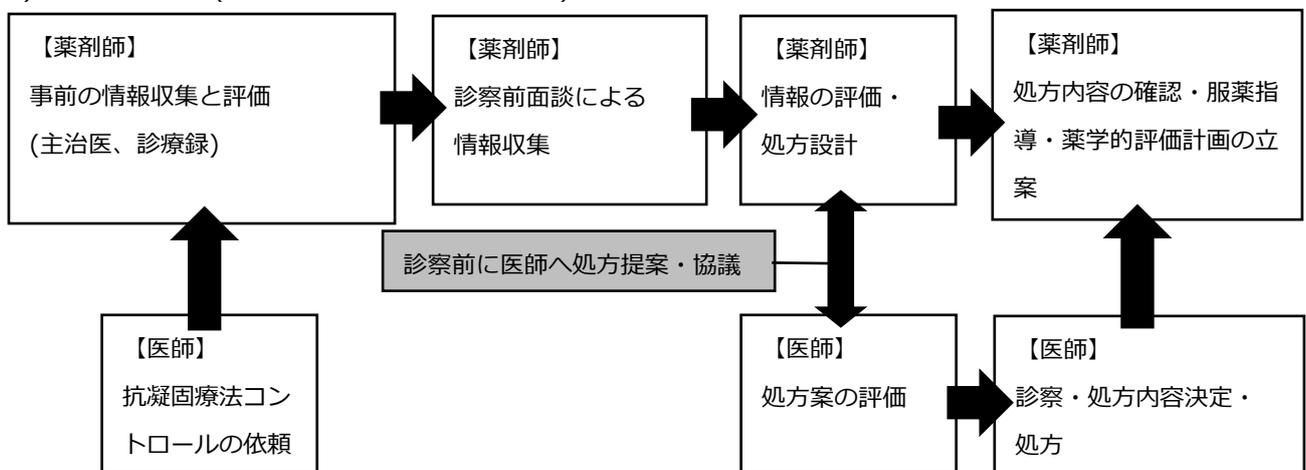 【薬剤師】
事前の情報収集と評価
(主治医、診療録)
【薬剤師】
診察前面談による
情報収集
【薬剤師】
情報の評価・
処方設計
【薬剤師】
処方内容の確認・服薬指
導・薬学的評価計画の立
案
診察前に医師へ処方提案・協議
【医師】
抗凝固療法コン
トロールの依頼
【医師】
処方案の評価
【医師】
診察・処方内容決定・
処方